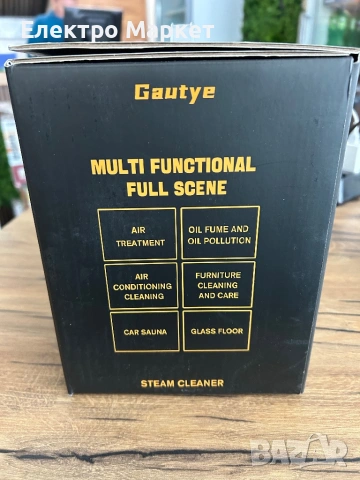 Електро Маркет
Gautye
MULTI FUNCTIONAL
FULL SCENE
AIR
TREATMENT
OIL FUME AND
OIL POLLUTION
AIR
CONDITIONING
CLEANING
FURNITURE
CLEANING
AND CARE
CAR SAUNA
GLASS FLOOR
STEAM CLEANER
BAZAR